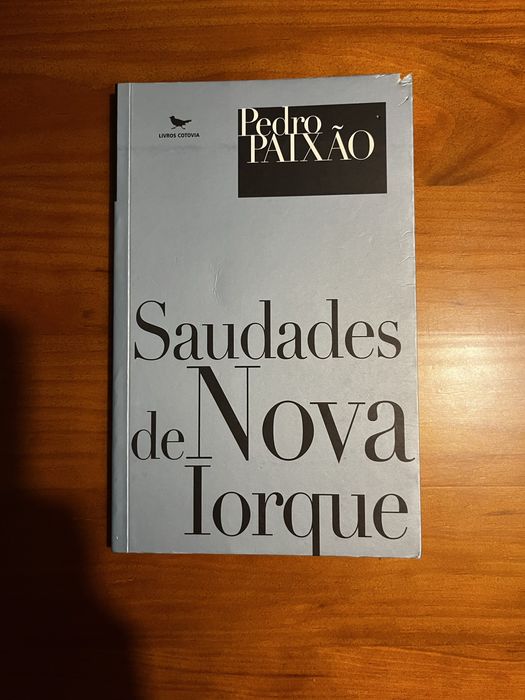 LIVROS COTOVIA
Pedro
PAIXÃO
Saudades
de Nova
Iorque